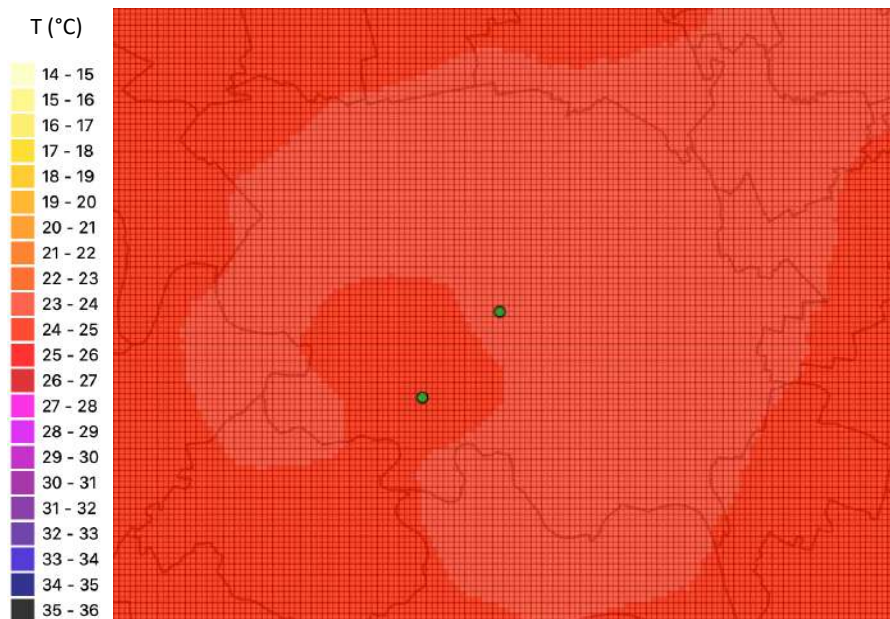 T (°C)
14 - 15
15 - 16
16 - 17
17 - 18
18 - 19
19 - 20
20 - 21
21 - 22
22 - 23
23 - 24
24 - 25
25 - 26
26 - 27
27 - 28
28 - 29
29 - 30
30 - 31
31 - 32
32 - 33
33 - 34
34 - 35
35 - 36